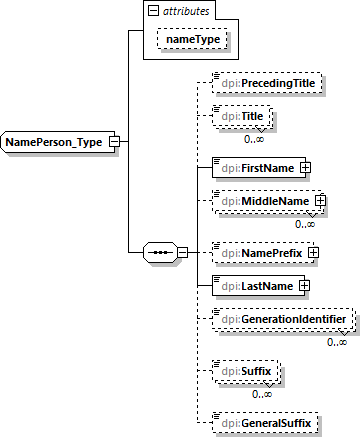 attributes
nameType
NamePerson_Type
dpi:PrecedingTitle
dpi:Title
0..∞
dpi:FirstName
dpi:MiddleName
0..∞
dpi:NamePrefix
dpi:LastName
dpi:GenerationIdentifier
0..∞
dpi:Suffix
0..∞
dpi:GeneralSuffix